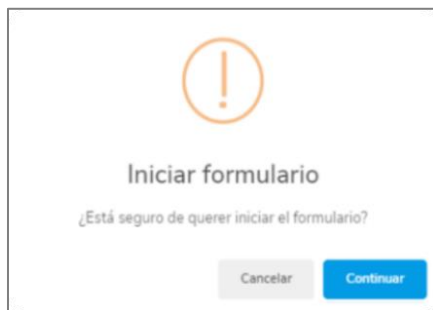 Iniciar formulario
¿Está seguro de querer iniciar el formulario?
Cancelar Continuar